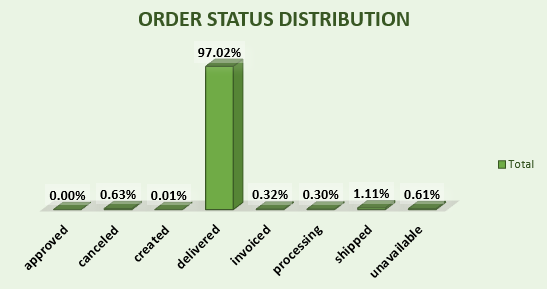 ORDER STATUS DISTRIBUTION
97.02%
0.00%
0.63%
0.01%
0.32%
0.30%
1.11%
0.61%
Total
approved
canceled
created
delivered
invoiced
processing
shipped
unavailable